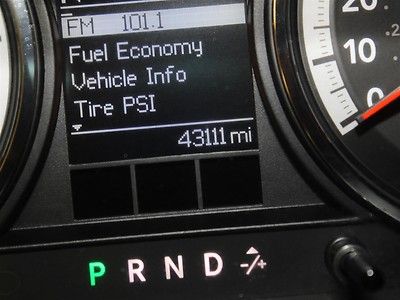 FM 101.1
Fuel Economy
Vehicle Info
Tire PSI
43111 mi
20
10
0
P R N D -/+